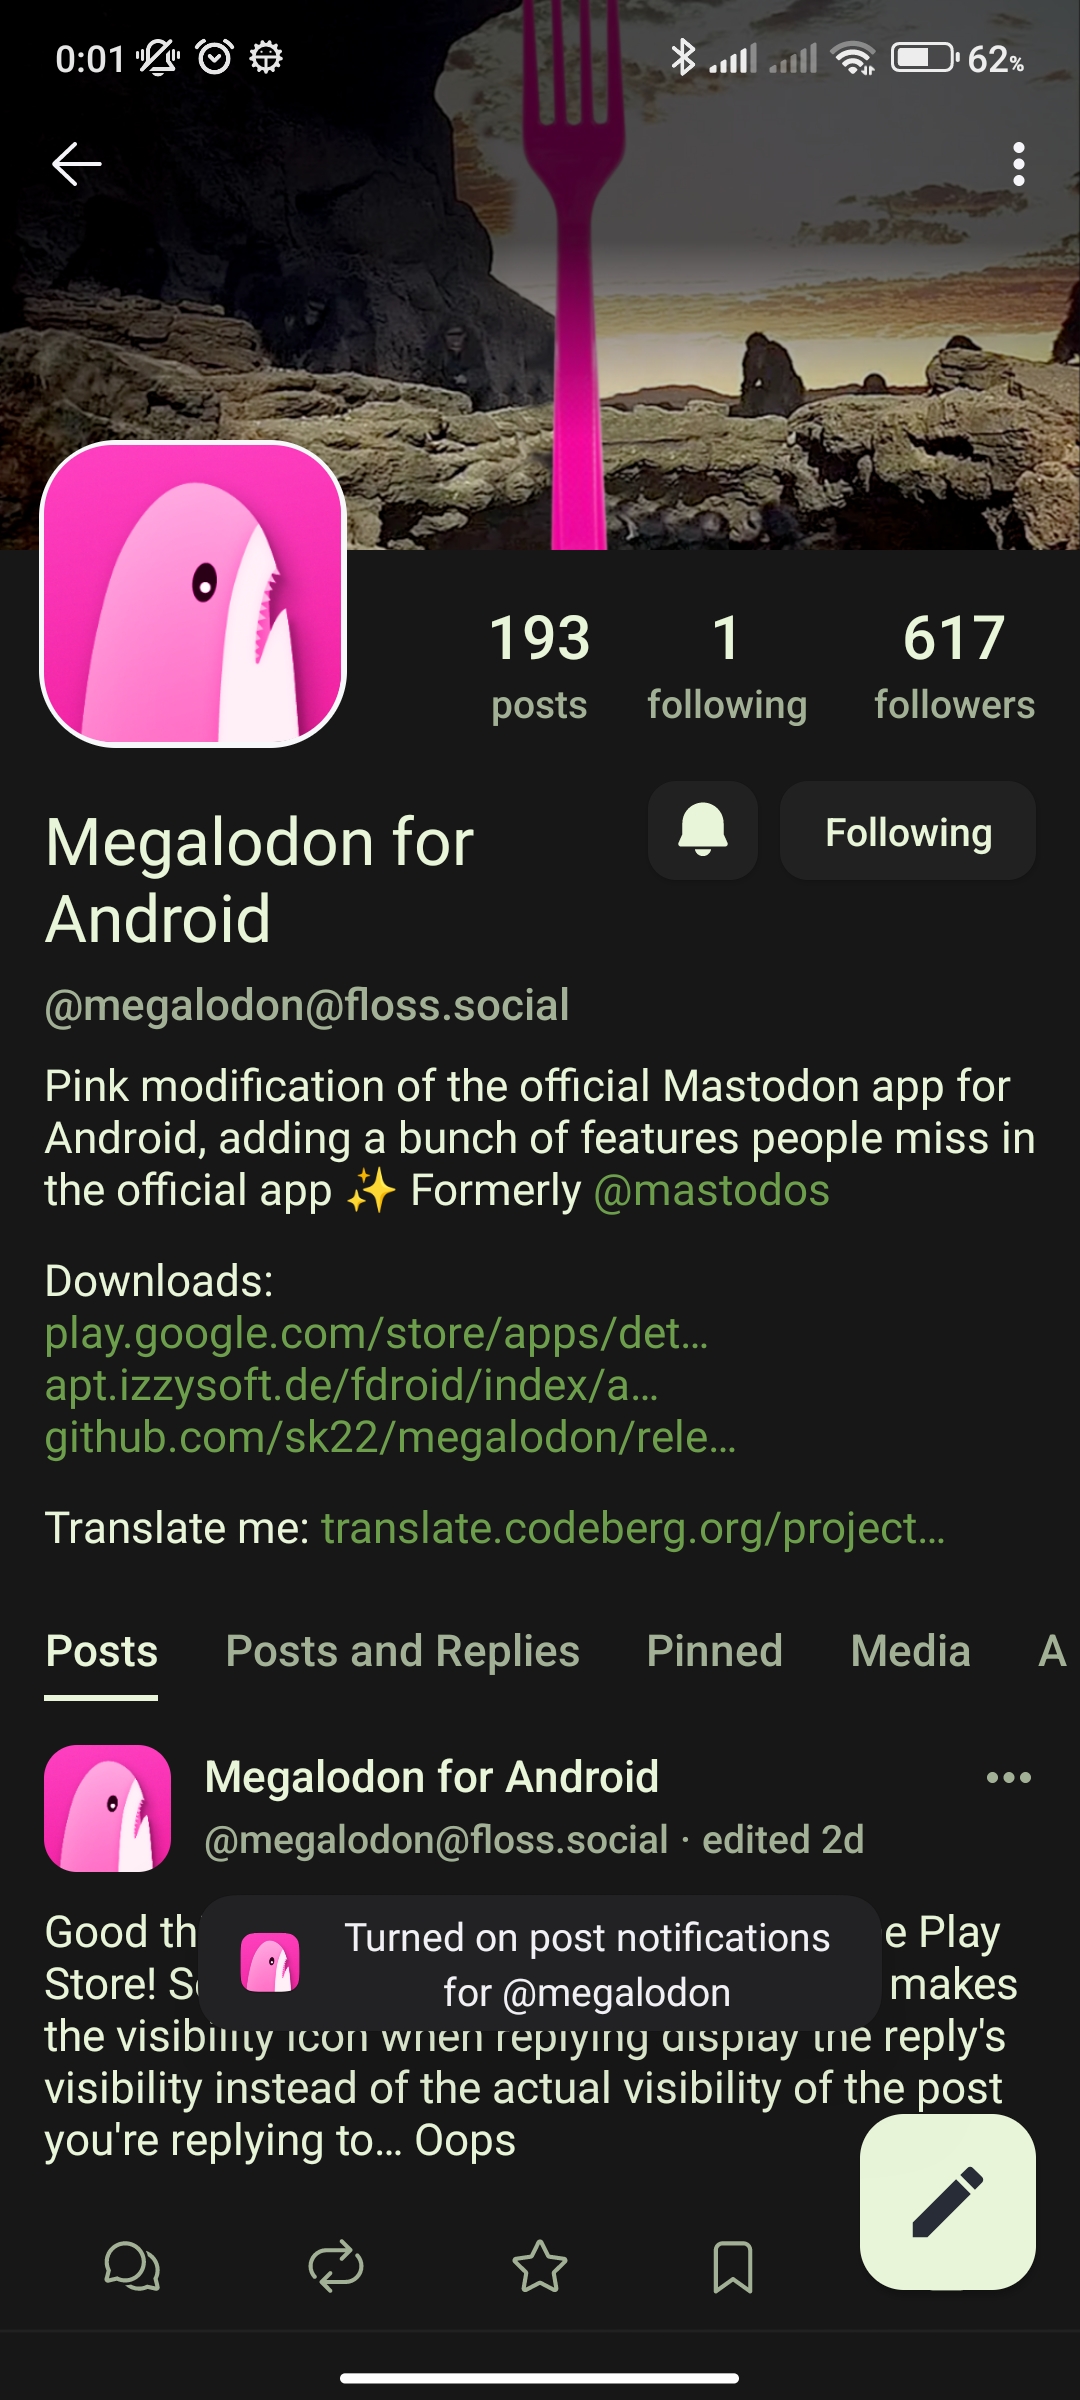 0:01
62%
193 1 617
posts following followers
Megalodon for
Android
Following
@megalodon@floss.social
Pink modification of the official Mastodon app for
Android, adding a bunch of features people miss in
the official app ✨ Formerly @mastodos
Downloads:
play.google.com/store/apps/det…
apt.izzysoft.de/fdroid/index/a…
github.com/sk22/megalodon/rele…
Translate me: translate.codeberg.org/project…
Posts Posts and Replies Pinned Media A
Megalodon for Android
@megalodon@floss.social · edited 2d
Good e Play
Store! makes
the visibility icon when replying display the reply's
visibility instead of the actual visibility of the post
you're replying to… Oops
Turned on post notifications
for @megalodon